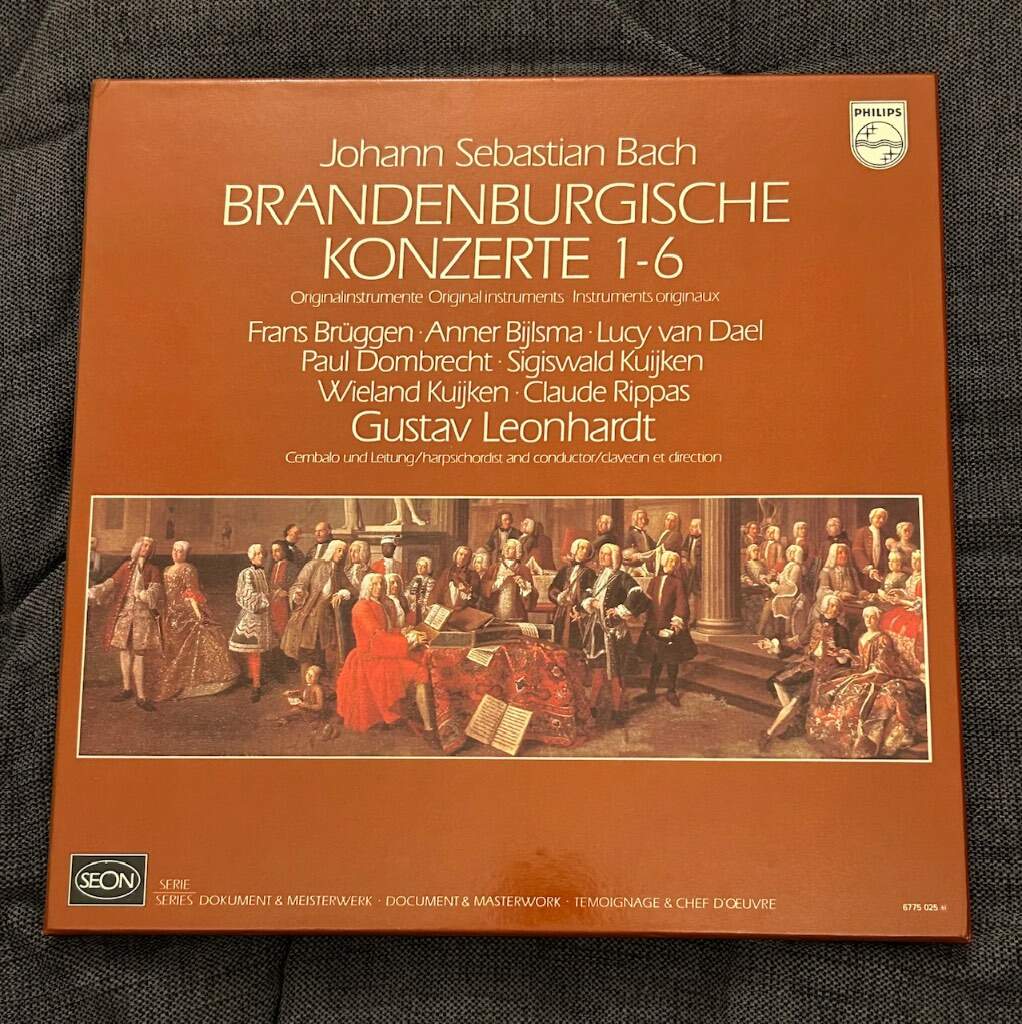 PHILIPS
Johann Sebastian Bach
BRANDENBURGISCHE
KONZERTE 1-6
Originalinstrumente · Original instruments · Instruments originaux
Frans Brüggen · Anner Bijlsma · Lucy van Dael
Paul Dombrecht · Sigiswald Kuijken
Wieland Kuijken · Claude Rippas
Gustav Leonhardt
Cembalo und Leitung/harpsichordist and conductor/clavecin et direction
SEON
SERIE
SERIES DOKUMENT & MEISTERWERK · DOCUMENT & MASTERWORK · TEMOIGNAGE & CHEF D'ŒUVRE
6775 025